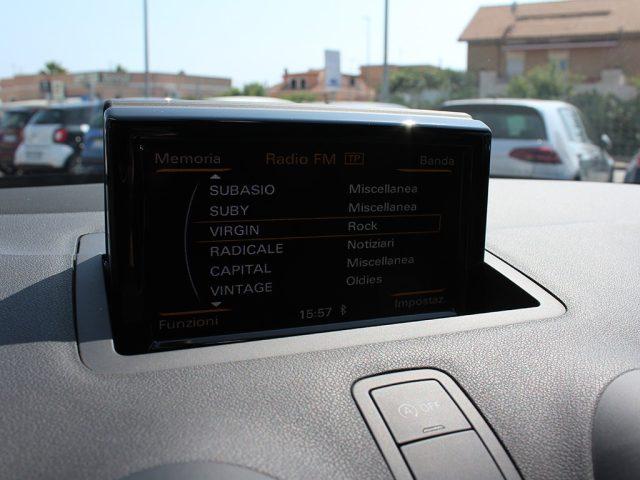 Memoria Radio FM TP Banda
SUBASIO Miscellanea
SUBY Miscellanea
VIRGIN Rock
RADICALE Notiziari
CAPITAL Miscellanea
VINTAGE Oldies
Funzioni 15:57 Impostaz.
A OFF